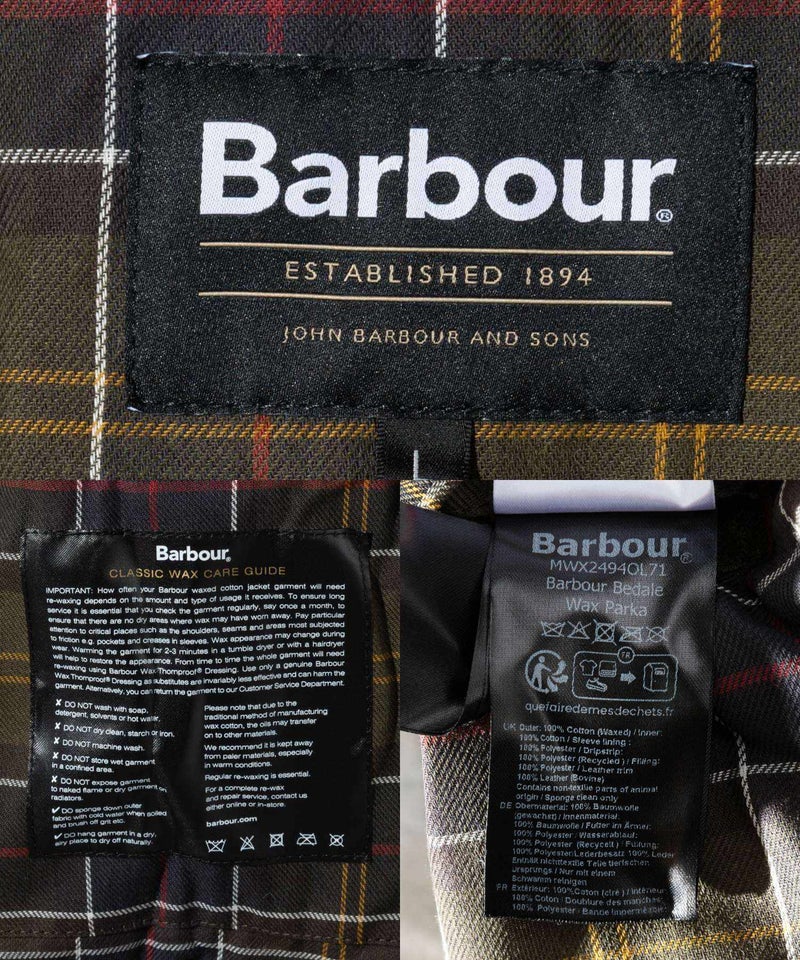 Barbour®
ESTABLISHED 1894
JOHN BARBOUR AND SONS
L
Barbour®
CLASSIC WAX CARE GUIDE
IMPORTANT: How often your Barbour waxed cotton jacket garment will need
re-waxing depends on the amount and type of usage it receives. To ensure long
service it is essential that you check the garment regularly, say once a month, to
ensure that there are no dry areas where wax may have worn away. Pay particular
attention to critical places such as the shoulders, seams and areas most subjected
to friction e.g. pockets and creases in sleeves. Wax appearance may change during
wear. Warming the garment for 2-3 minutes in a tumble dryer or with a hairdryer
will help to restore the appearance. From time to time the whole garment will need
re-waxing using Barbour Wax Thornproof® Dressing. Use only a genuine Barbour
Wax Thornproof® Dressing as substitutes are invariably less effective and can harm the
garment. Alternatively, you can return the garment to our Customer Service Department.
✗ DO NOT wash with soap,
detergent, solvents or hot water.
✗ DO NOT dry clean, starch or iron.
✗ DO NOT machine wash.
✗ DO NOT store wet garment
in a confined area.
✗ DO NOT expose garment
to naked flame or dry garment on
radiators.
✓ DO sponge down outer
fabric with cold water when soiled
and brush off grit etc.
✓ DO hang garment in a dry,
airy place to dry off naturally.
Please note that due to the
traditional method of manufacturing
wax cotton, the oils may transfer
on to other materials.
We recommend it is kept away
from paler materials, especially
in warm conditions.
Regular re-waxing is essential.
For a complete re-wax
and repair service, contact us
either online or in-store.
barbour.com
Barbour®
MWX2494OL71
Barbour Bedale
Wax Parka
FR
quefairedemesdechets.fr
UK Outer: 100% Cotton (Waxed) / Inner:
100% Cotton / Sleeve lining :
100% Polyester / Dripstrip:
100% Polyester (Recycled) / Filling:
100% Polyester / Leather trim
100% Leather (Bovine)
Contains non-textile parts of animal
origin / Sponge clean only
DE Obermaterial: 100% Baumwolle
(gewachst) / Innenmaterial:
100% Baumwolle / Futter im Ärmel:
100% Polyester / Wasserablauf:
100% Polyester (Recycelt) / Füllung:
100% Polyester/Lederbesatz 100% Leder
Enthält nichttextile Teile tierischen
Ursprungs / Nur mit einem
Schwamm reinigen
FR Extérieur: 100%Coton (ciré) / Intérieur
100% Coton / Doublure des manches:
100% Polyester - Bande imperméable